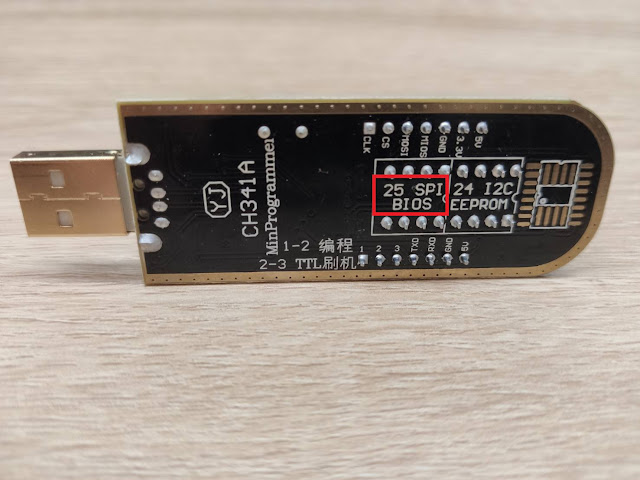 YJ
CH341A
MinProgrammer
1-2 编程
2-3 TTL刷机
CLK
CS
MOSI
MIOS
GND
3.3V
5V
25 SPI
BIOS
24 I2C
EEPROM
1
2
3
TXD
RXD
GND
5V